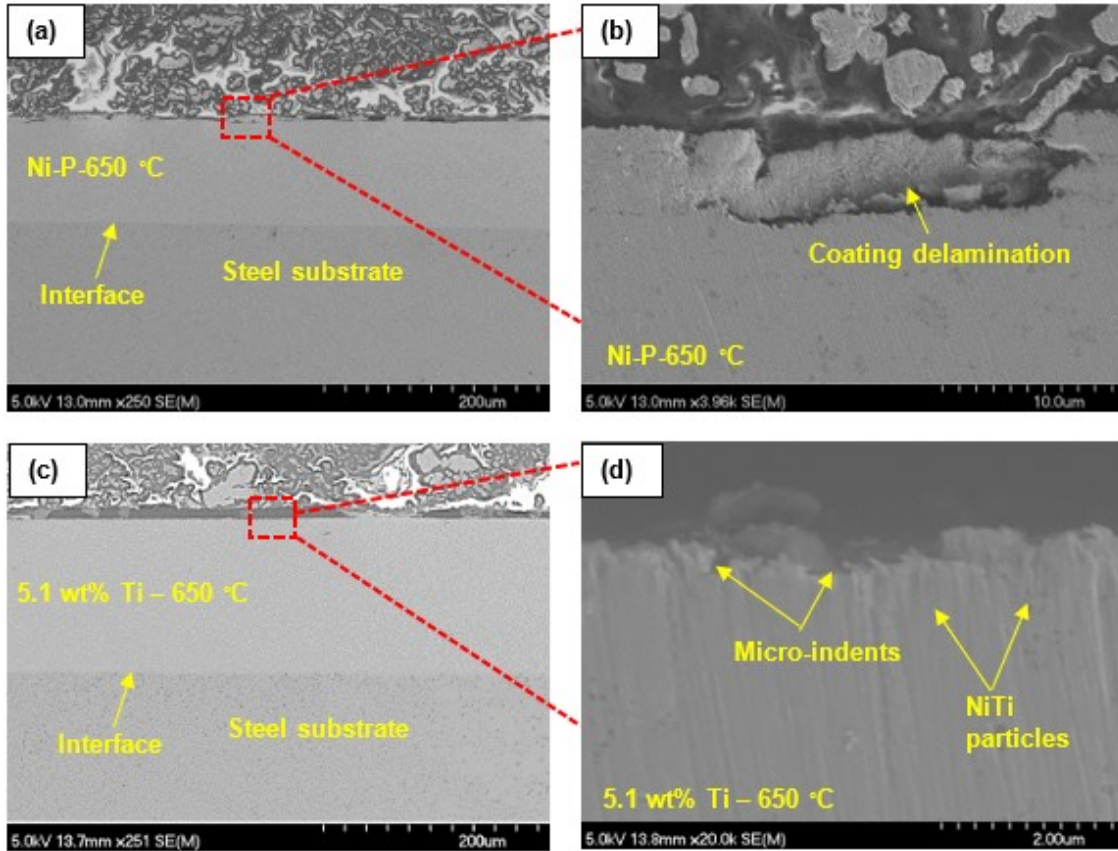 (a)
Ni-P-650 °C
Interface
Steel substrate
5.0kV 13.0mm x250 SE(M)
200um
(b)
Coating delamination
Ni-P-650 °C
5.0kV 13.0mm x3.96k SE(M)
10.0um
(c)
5.1 wt% Ti – 650 °C
Interface
Steel substrate
5.0kV 13.7mm x251 SE(M)
200um
(d)
Micro-indents
NiTi
particles
5.1 wt% Ti – 650 °C
5.0kV 13.8mm x20.0k SE(M)
2.00um